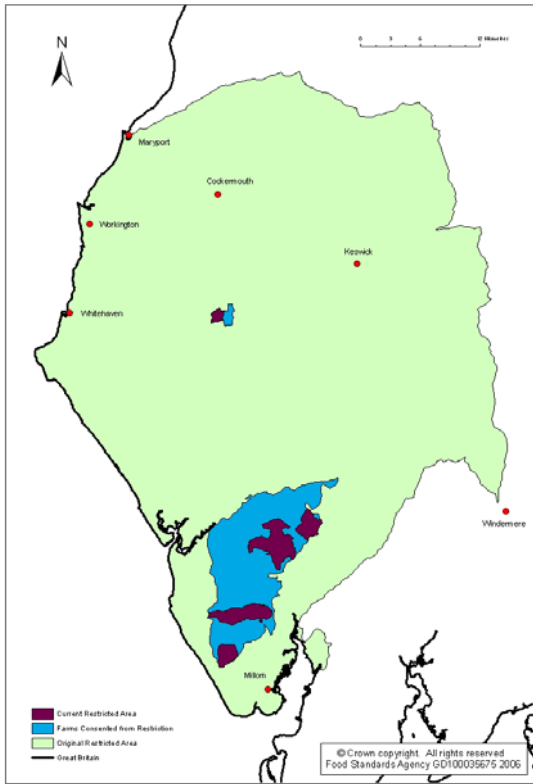 N
0 3 6 12 Kilometres
Maryport
Cockermouth
Workington
Keswick
Whitehaven
Windermere
Millom
Current Restricted Area
Farms Consented from Restriction
Original Restricted Area
Great Britain
© Crown copyright. All rights reserved
Food Standards Agency GD100035675 2006